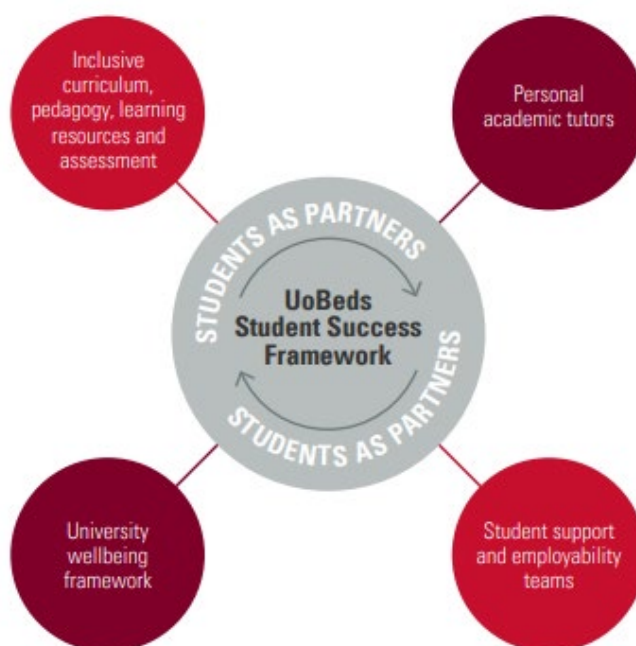 Inclusive
curriculum,
pedagogy, learning
resources and
assessment
Personal
academic tutors
STUDENTS AS PARTNERS
UoBeds
Student Success
Framework
STUDENTS AS PARTNERS
University
wellbeing
framework
Student support
and employability
teams